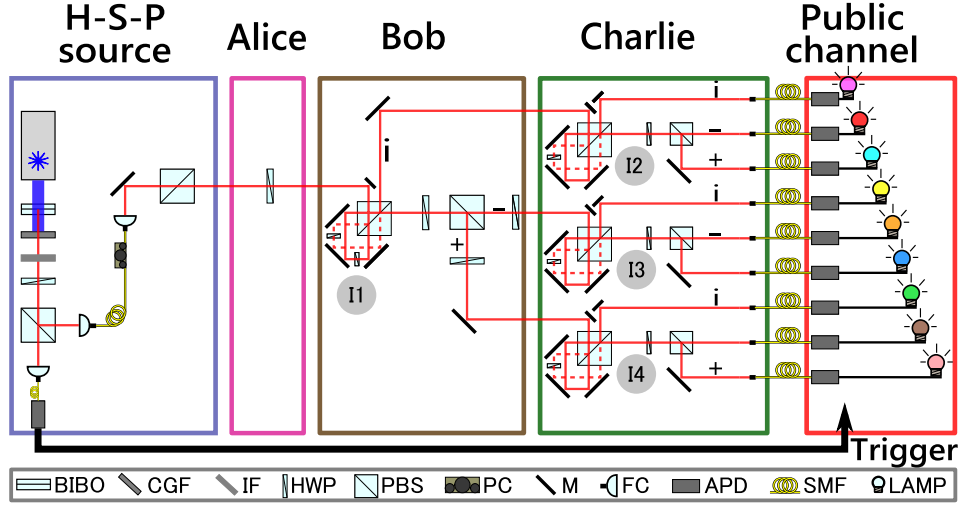 H-S-P
source
Alice
Bob
Charlie
Public
channel
i
i
-
+
I2
i
-
+
I1
i
-
+
I3
i
-
+
I4
Trigger
BIBO
CGF
IF
HWP
PBS
PC
M
FC
APD
SMF
LAMP